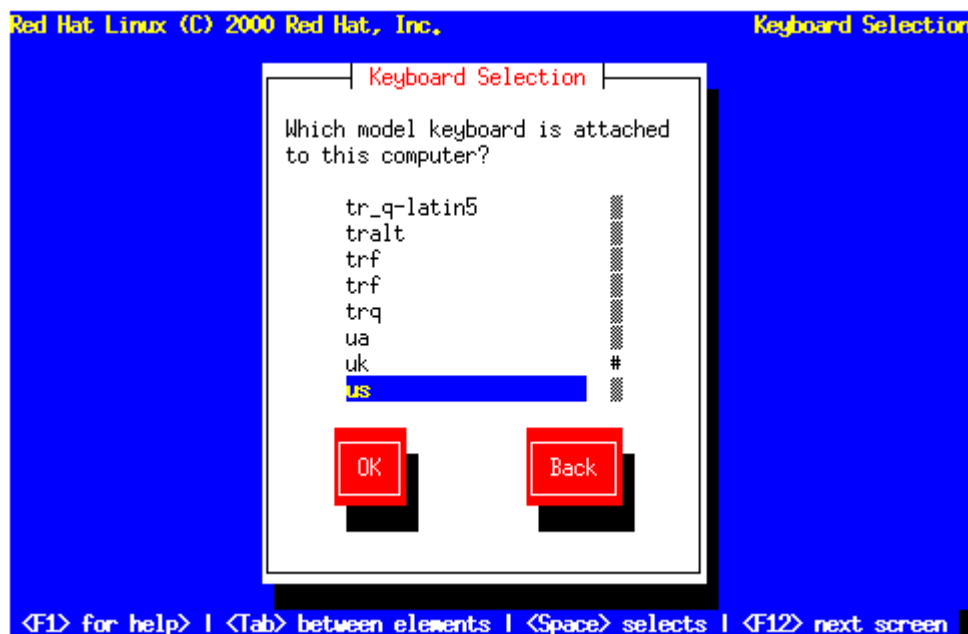 Red Hat Linux (C) 2000 Red Hat, Inc. Keyboard Selection
Keyboard Selection
Which model keyboard is attached
to this computer?
tr_q-latin5
tralt
trf
trf
trq
ua
uk #
us
OK Back
<F1> for help> | <Tab> between elements | <Space> selects | <F12> next screen